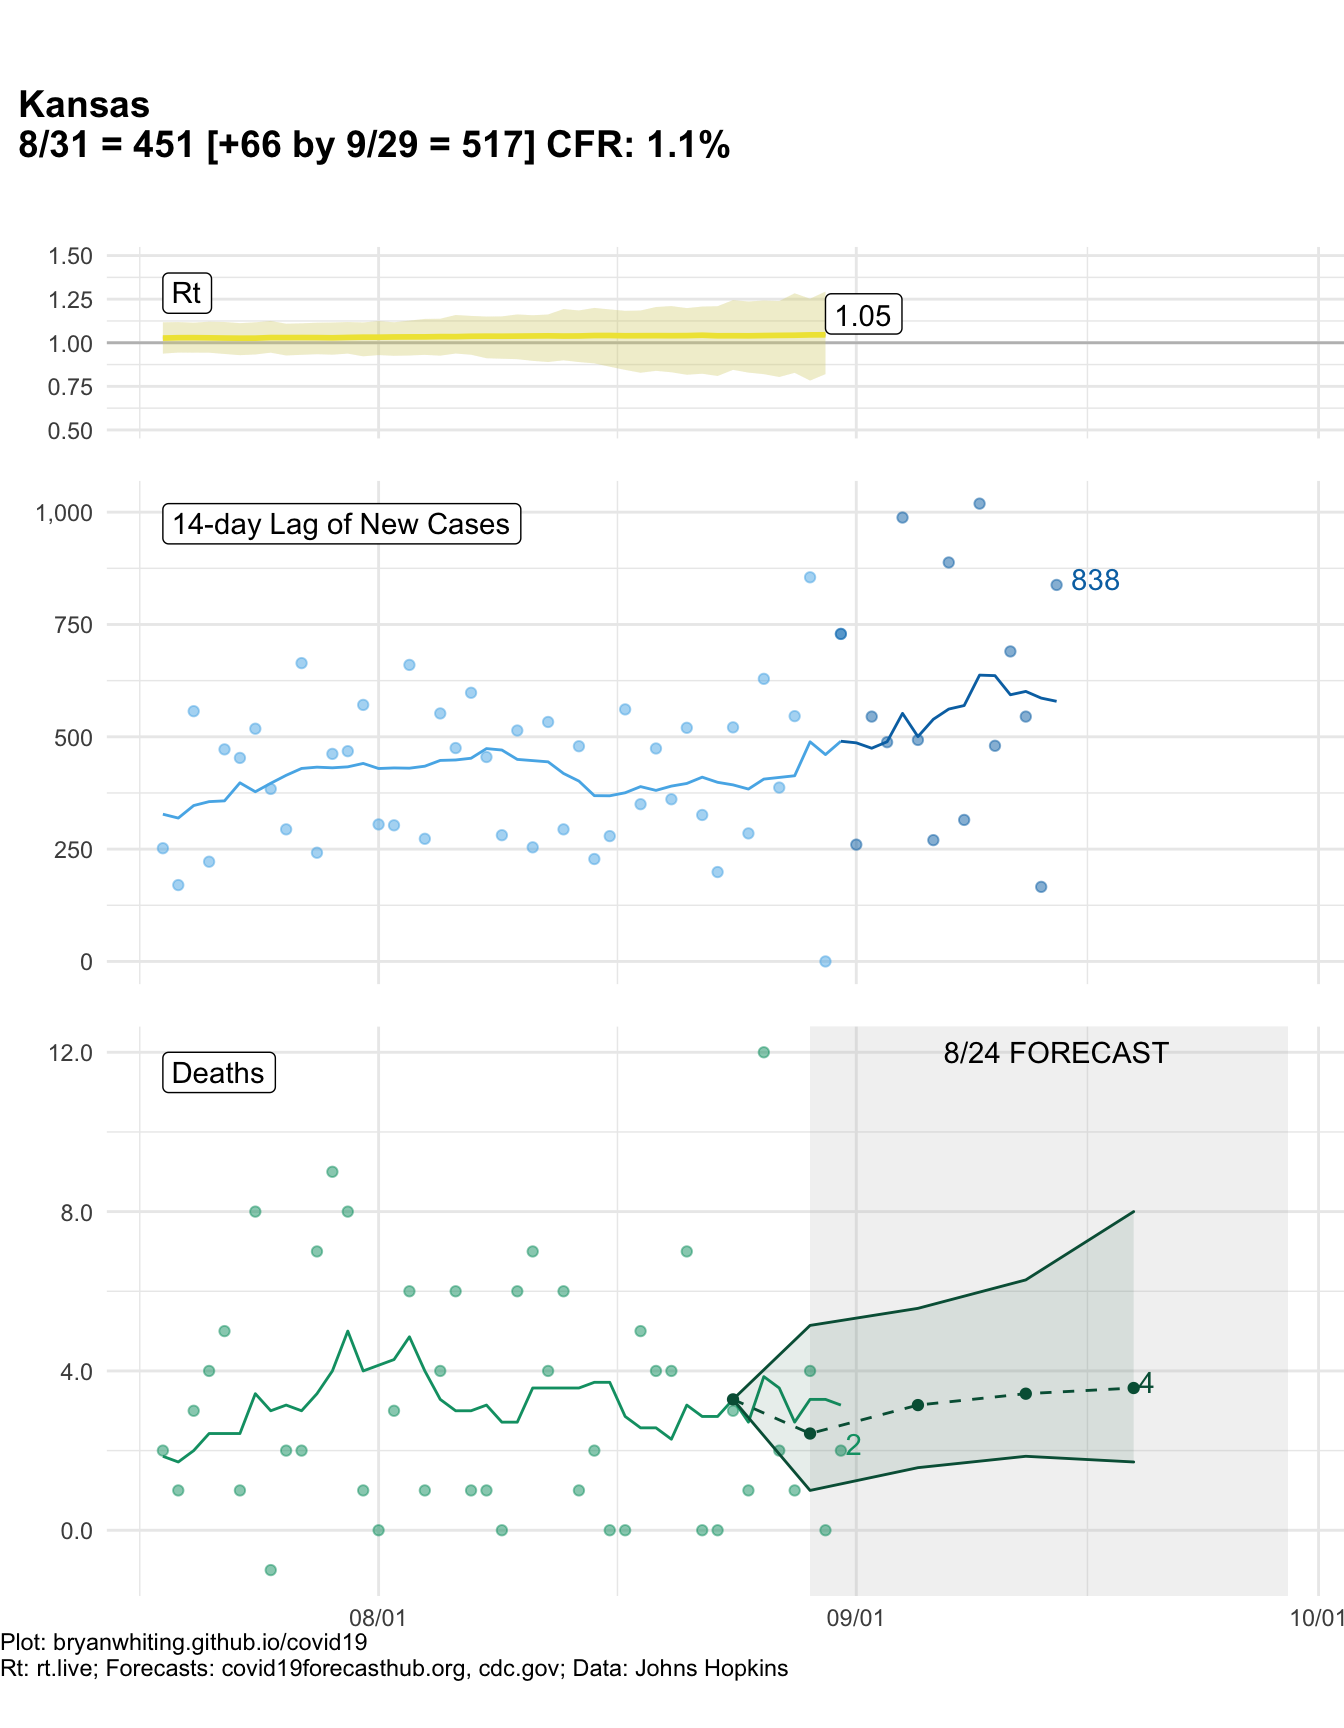 Kansas
8/31 = 451 [+66 by 9/29 = 517] CFR: 1.1%
1.50
1.25
1.00
0.75
0.50
Rt
1.05
1,000
750
500
250
0
14-day Lag of New Cases
838
12.0
8.0
4.0
0.0
Deaths
8/24 FORECAST
4
2
08/01
09/01
10/01
Plot: bryanwhiting.github.io/covid19
Rt: rt.live; Forecasts: covid19forecasthub.org, cdc.gov; Data: Johns Hopkins